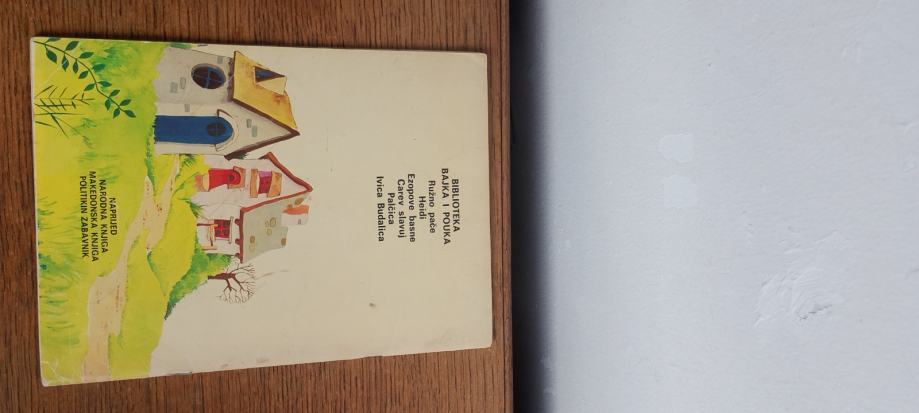 BIBLIOTEKA
BAJKA I POUKA
Ružno pače
Heidi
Ezopove basne
Carev slavuj
Palčica
Ivica Budalica
NAPRIJED
NARODNA KNJIGA
MAKEDONSKA KNJIGA
POLITIKIN ZABAVNIK